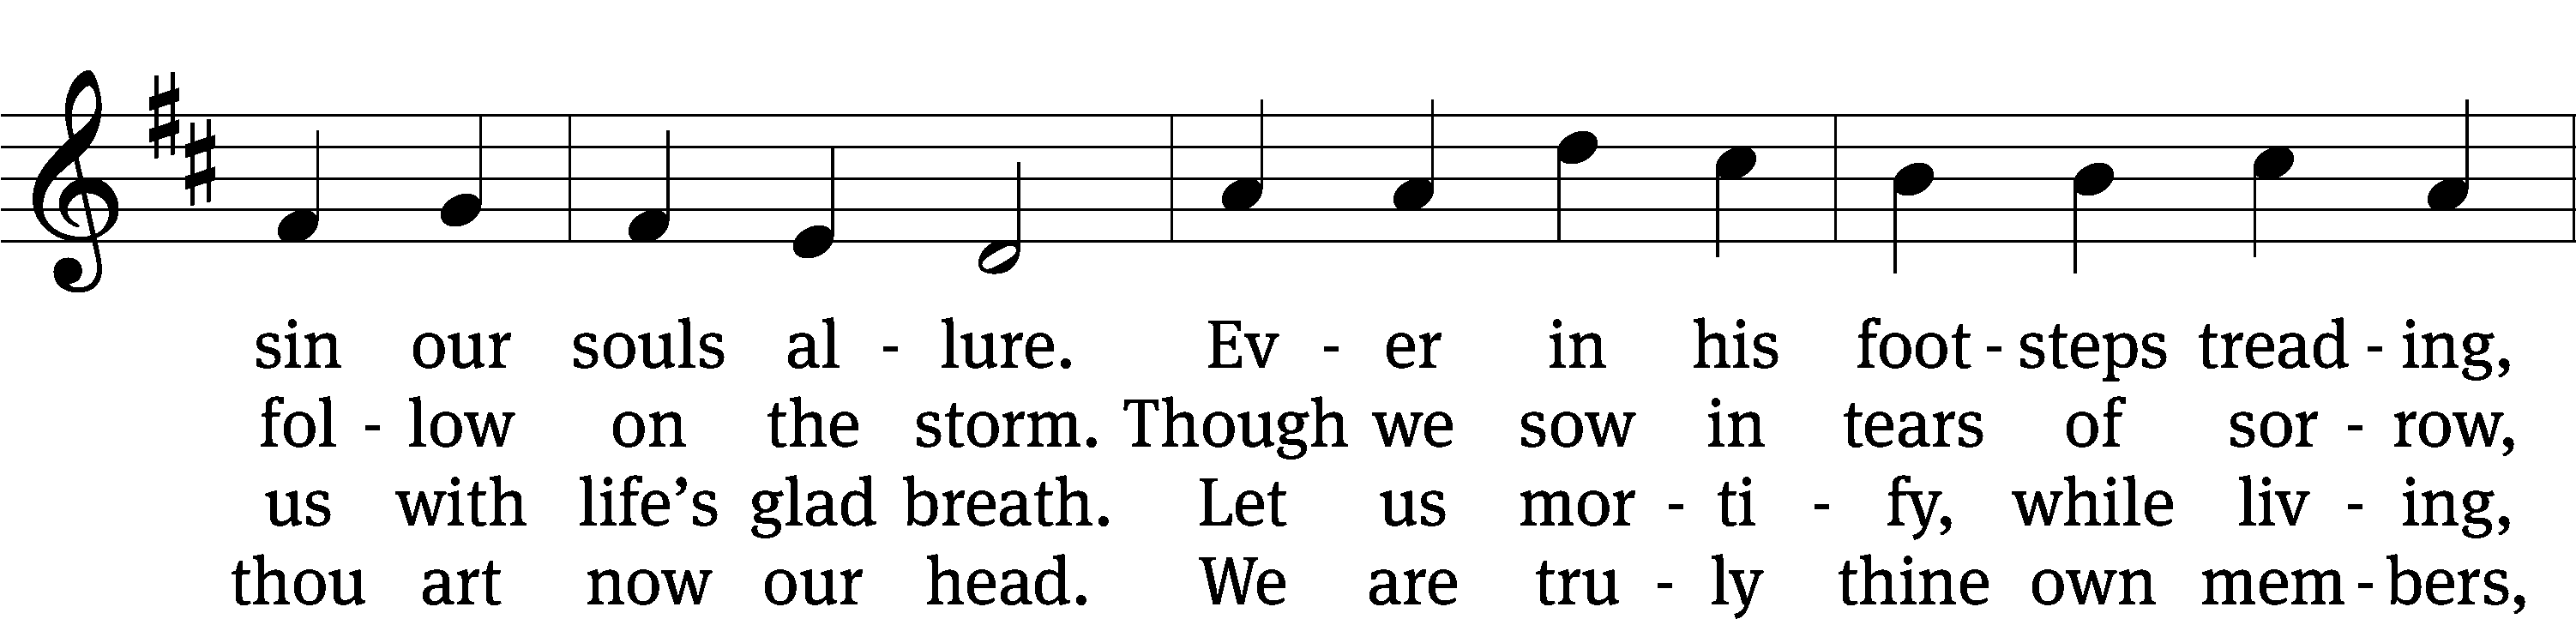 sin our souls al - lure. Ev - er in his foot - steps tread - ing,
fol - low on the storm. Though we sow in tears of sor - row,
us with life’s glad breath. Let us mor - ti - fy, while liv - ing,
thou art now our head. We are tru - ly thine own mem - bers,